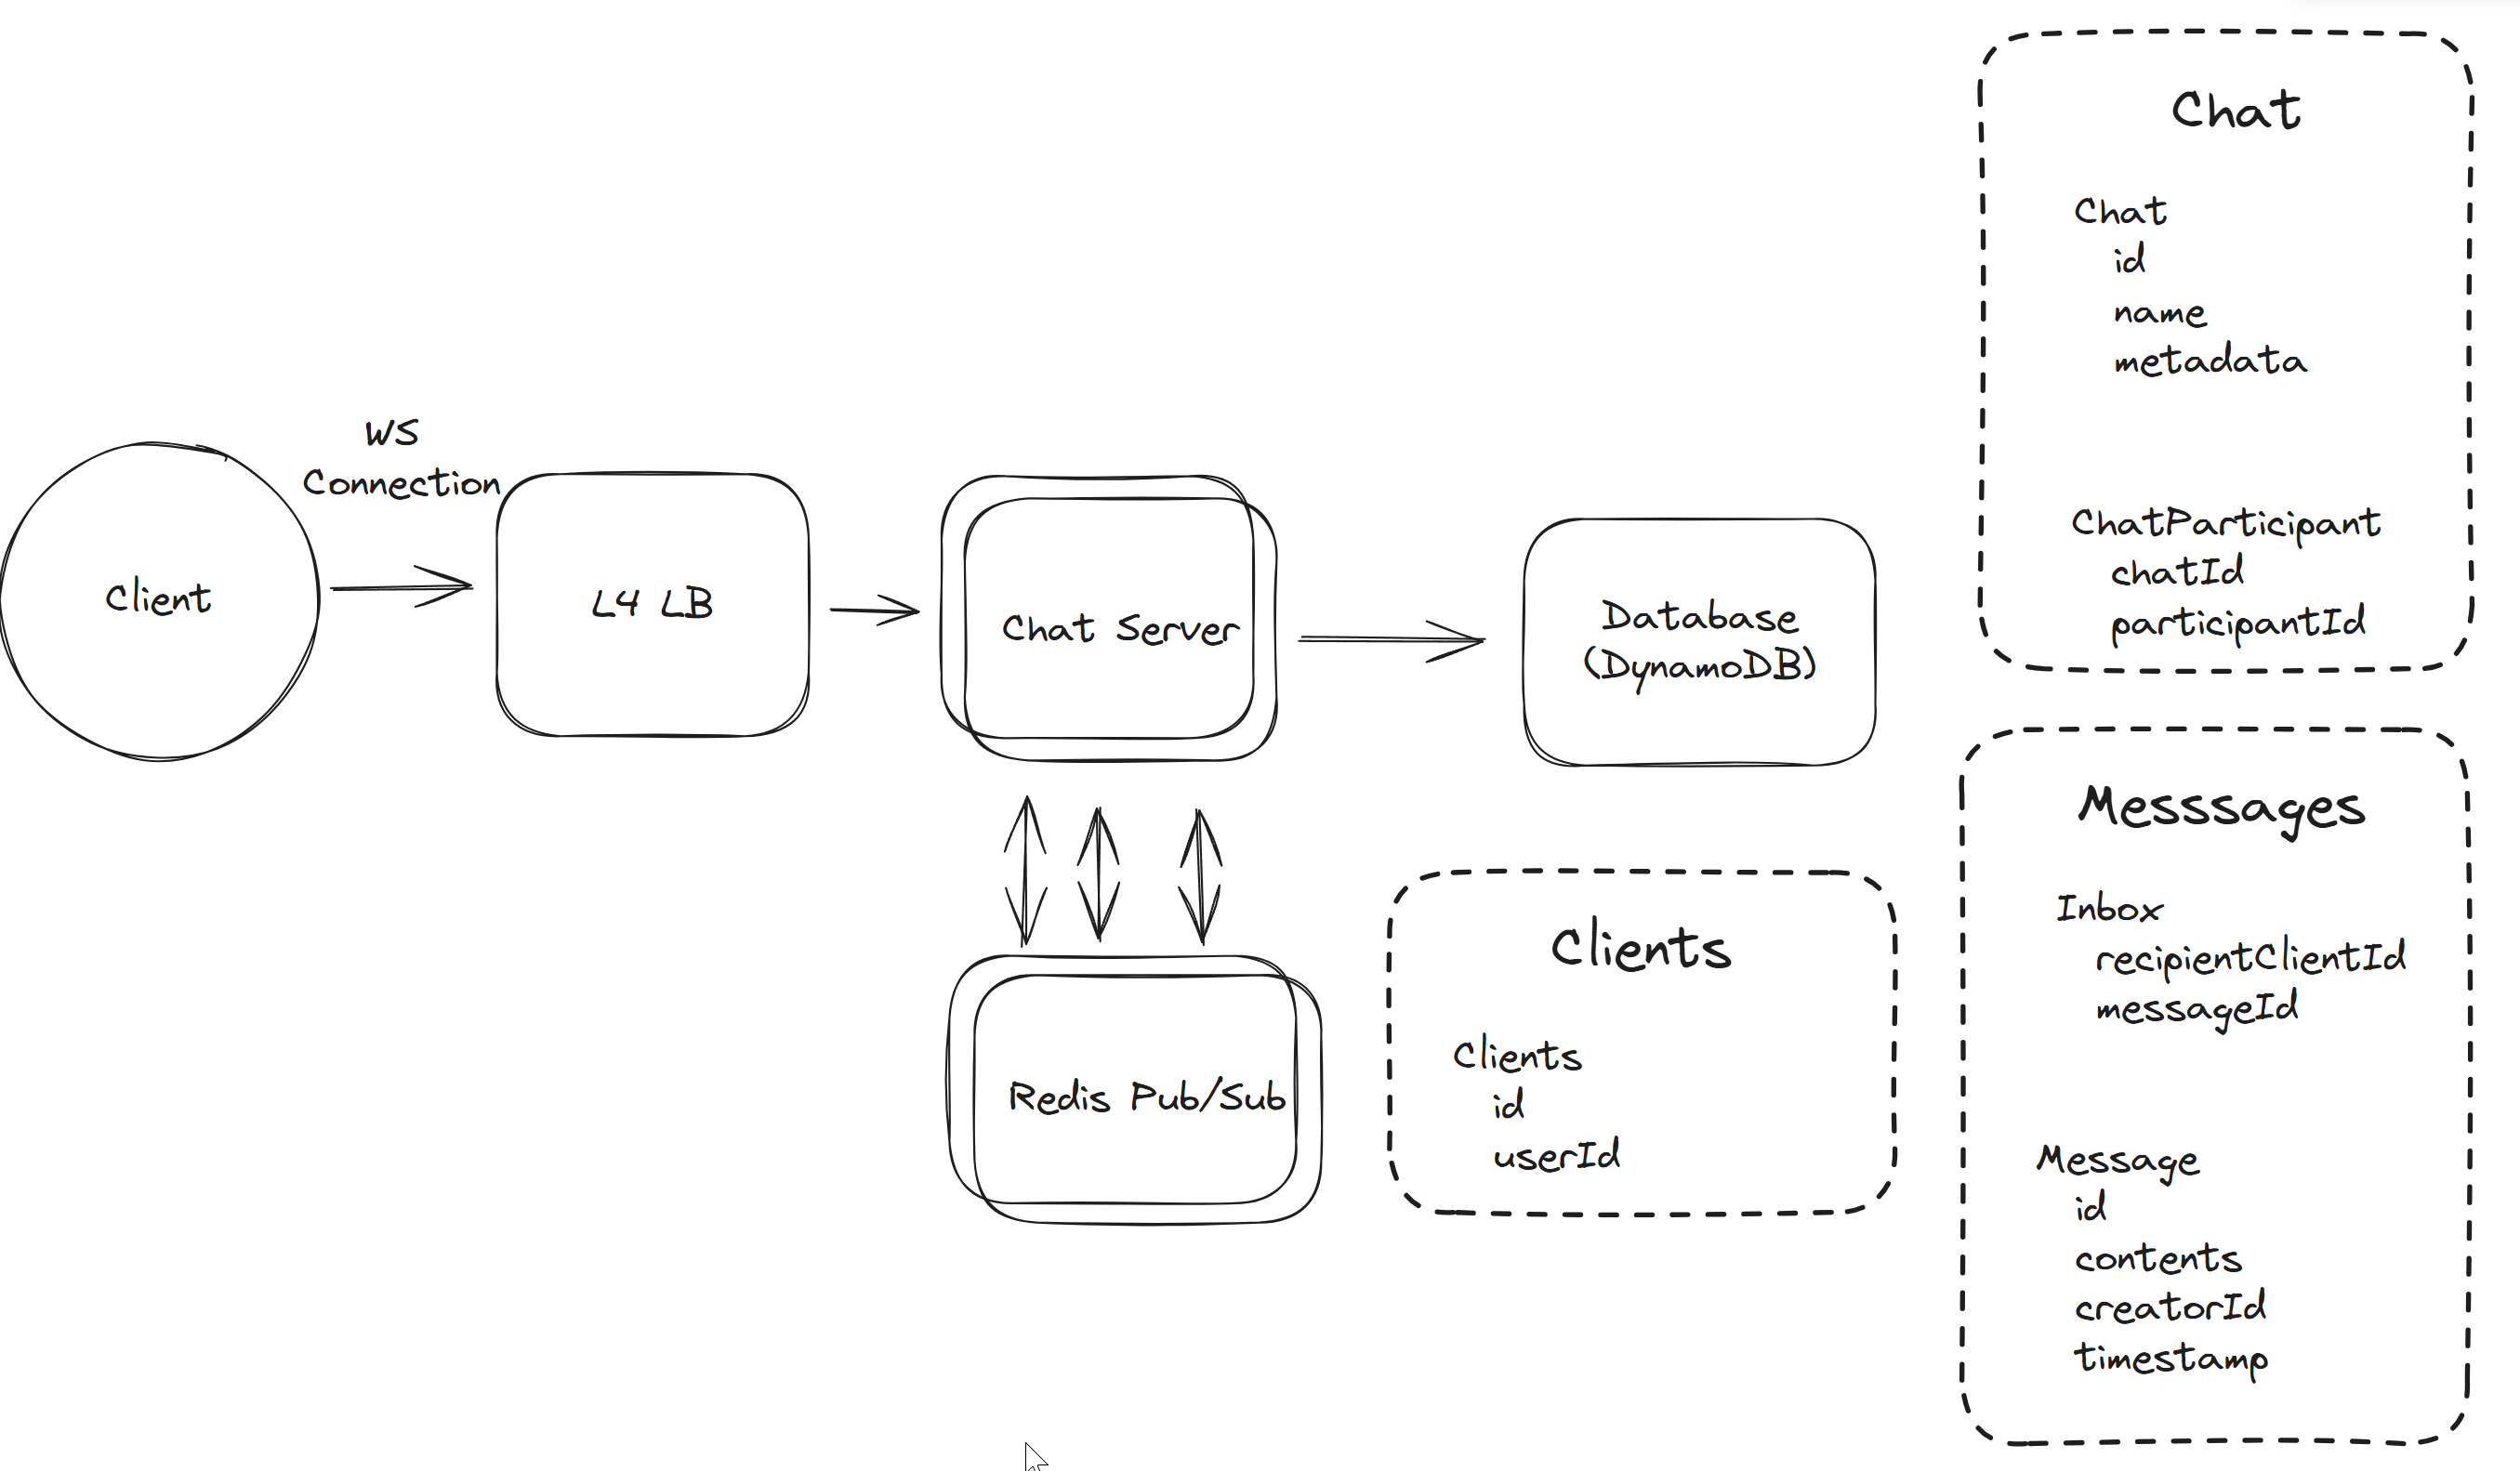 WS
Connection
Client
L4 LB
Chat Server
Database
(DynamoDB)
Redis Pub/Sub
Clients
Clients
id
userId
Chat
Chat
id
name
metadata
ChatParticipant
chatId
participantId
Messsages
Inbox
recipientClientId
messageId
Message
id
contents
creatorId
timestamp